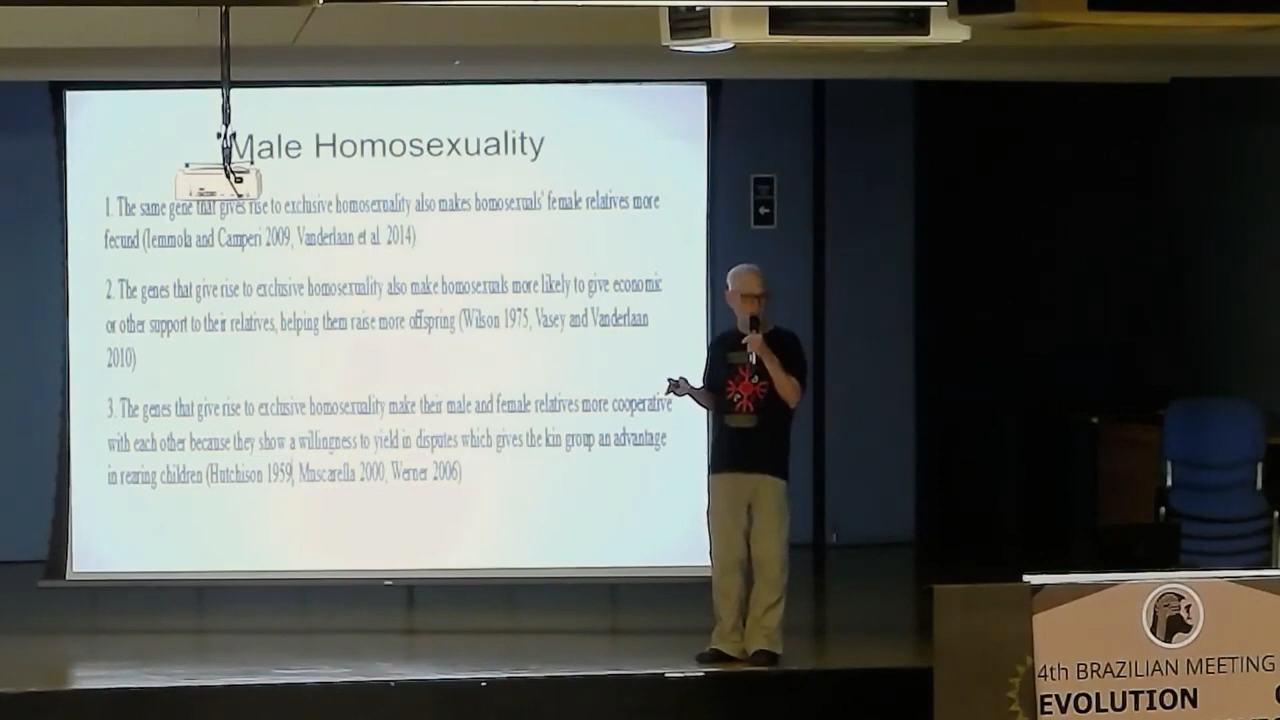 Male Homosexuality
1. The same gene that gives rise to exclusive homosexuality also makes homosexuals' female relatives more
fecund (Iemmola and Camperi 2009, Vanderlaan et al. 2014)
2. The genes that give rise to exclusive homosexuality also make homosexuals more likely to give economic
or other support to their relatives, helping them raise more offspring (Wilson 1975, Vasey and Vanderlaan
2010)
3. The genes that give rise to exclusive homosexuality make their male and female relatives more cooperative
with each other because they show a willingness to yield in disputes which gives the kin group an advantage
in rearing children (Hutchison 1959, Muscarella 2000, Werner 2006)
4th BRAZILIAN MEETING
EVOLUTION